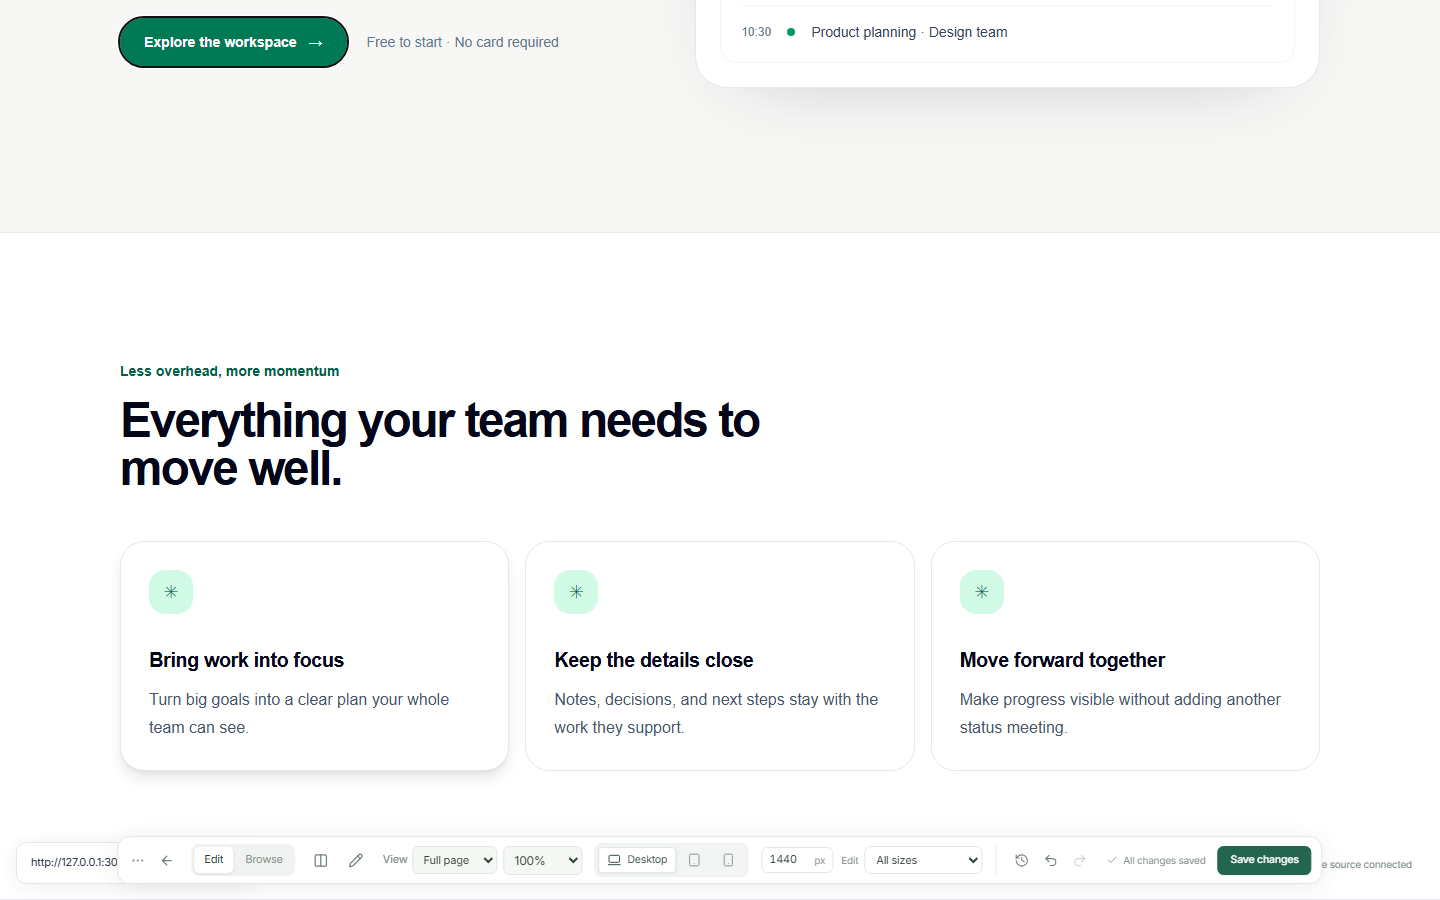 Explore the workspace →
Free to start · No card required
10:30 Product planning · Design team
Less overhead, more momentum
Everything your team needs to
move well.
Bring work into focus
Turn big goals into a clear plan your whole
team can see.
Keep the details close
Notes, decisions, and next steps stay with the
work they support.
Move forward together
Make progress visible without adding another
status meeting.
http://127.0.0.1:30
Edit
Browse
View
Full page
100%
Desktop
1440 px
Edit
All sizes
All changes saved
Save changes
e source connected